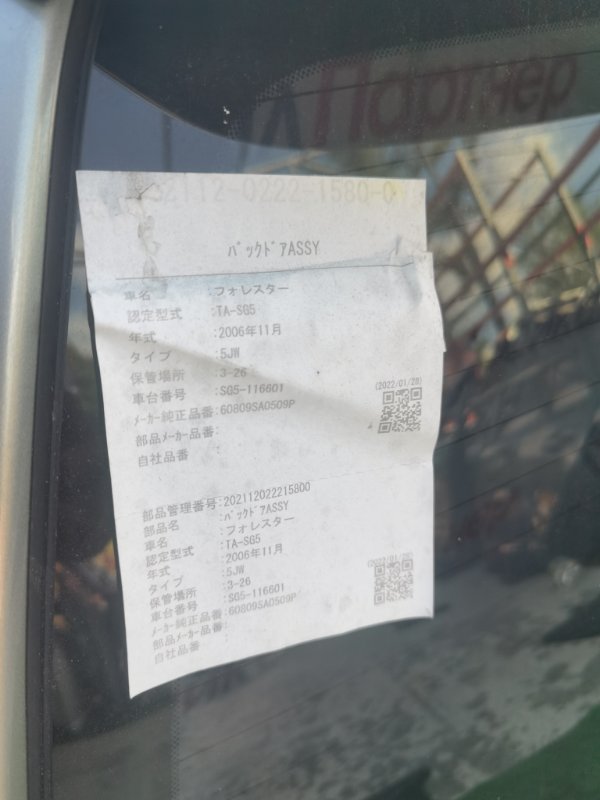 Партнер
202112-0222-1580-0
ﾊﾞｯｸﾄﾞｱASSY
車名 :フォレスター
認定型式 :TA-SG5
年式 :2006年11月
タイプ :5JW
保管場所 :3-26
車台番号 :SG5-116601
ﾒｰｶｰ純正品番:60809SA0509P
部品ﾒｰｶｰ品番:
自社品番 :
(2022/01/28)
部品管理番号:202112022215800
部品名 :ﾊﾞｯｸﾄﾞｱASSY
車名 :フォレスター
認定型式 :TA-SG5
年式 :2006年11月
タイプ :5JW
保管場所 :3-26
車台番号 :SG5-116601
ﾒｰｶｰ純正品番:60809SA0509P
部品ﾒｰｶｰ品番:
自社品番 :
(2022/01/28)